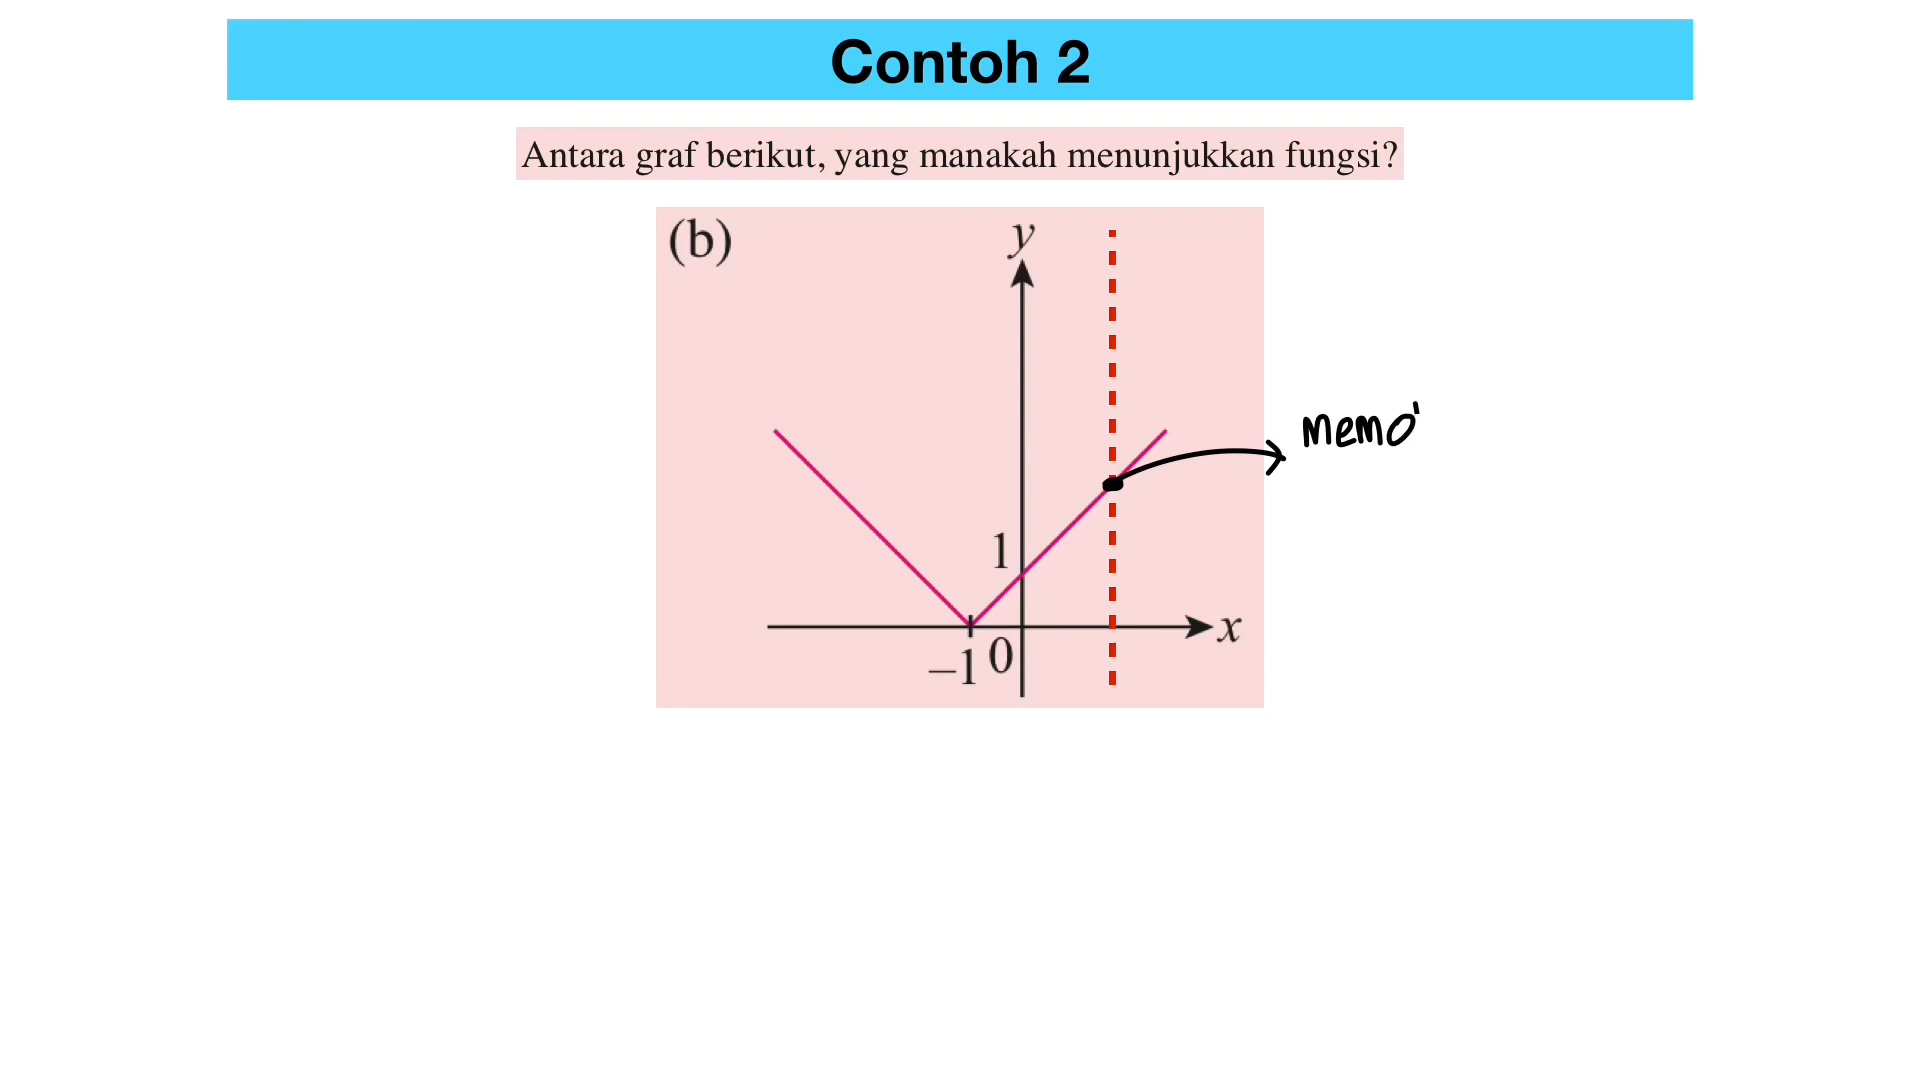 Contoh 2
Antara graf berikut, yang manakah menunjukkan fungsi?
(b)
y
memo
1
x
–1 0